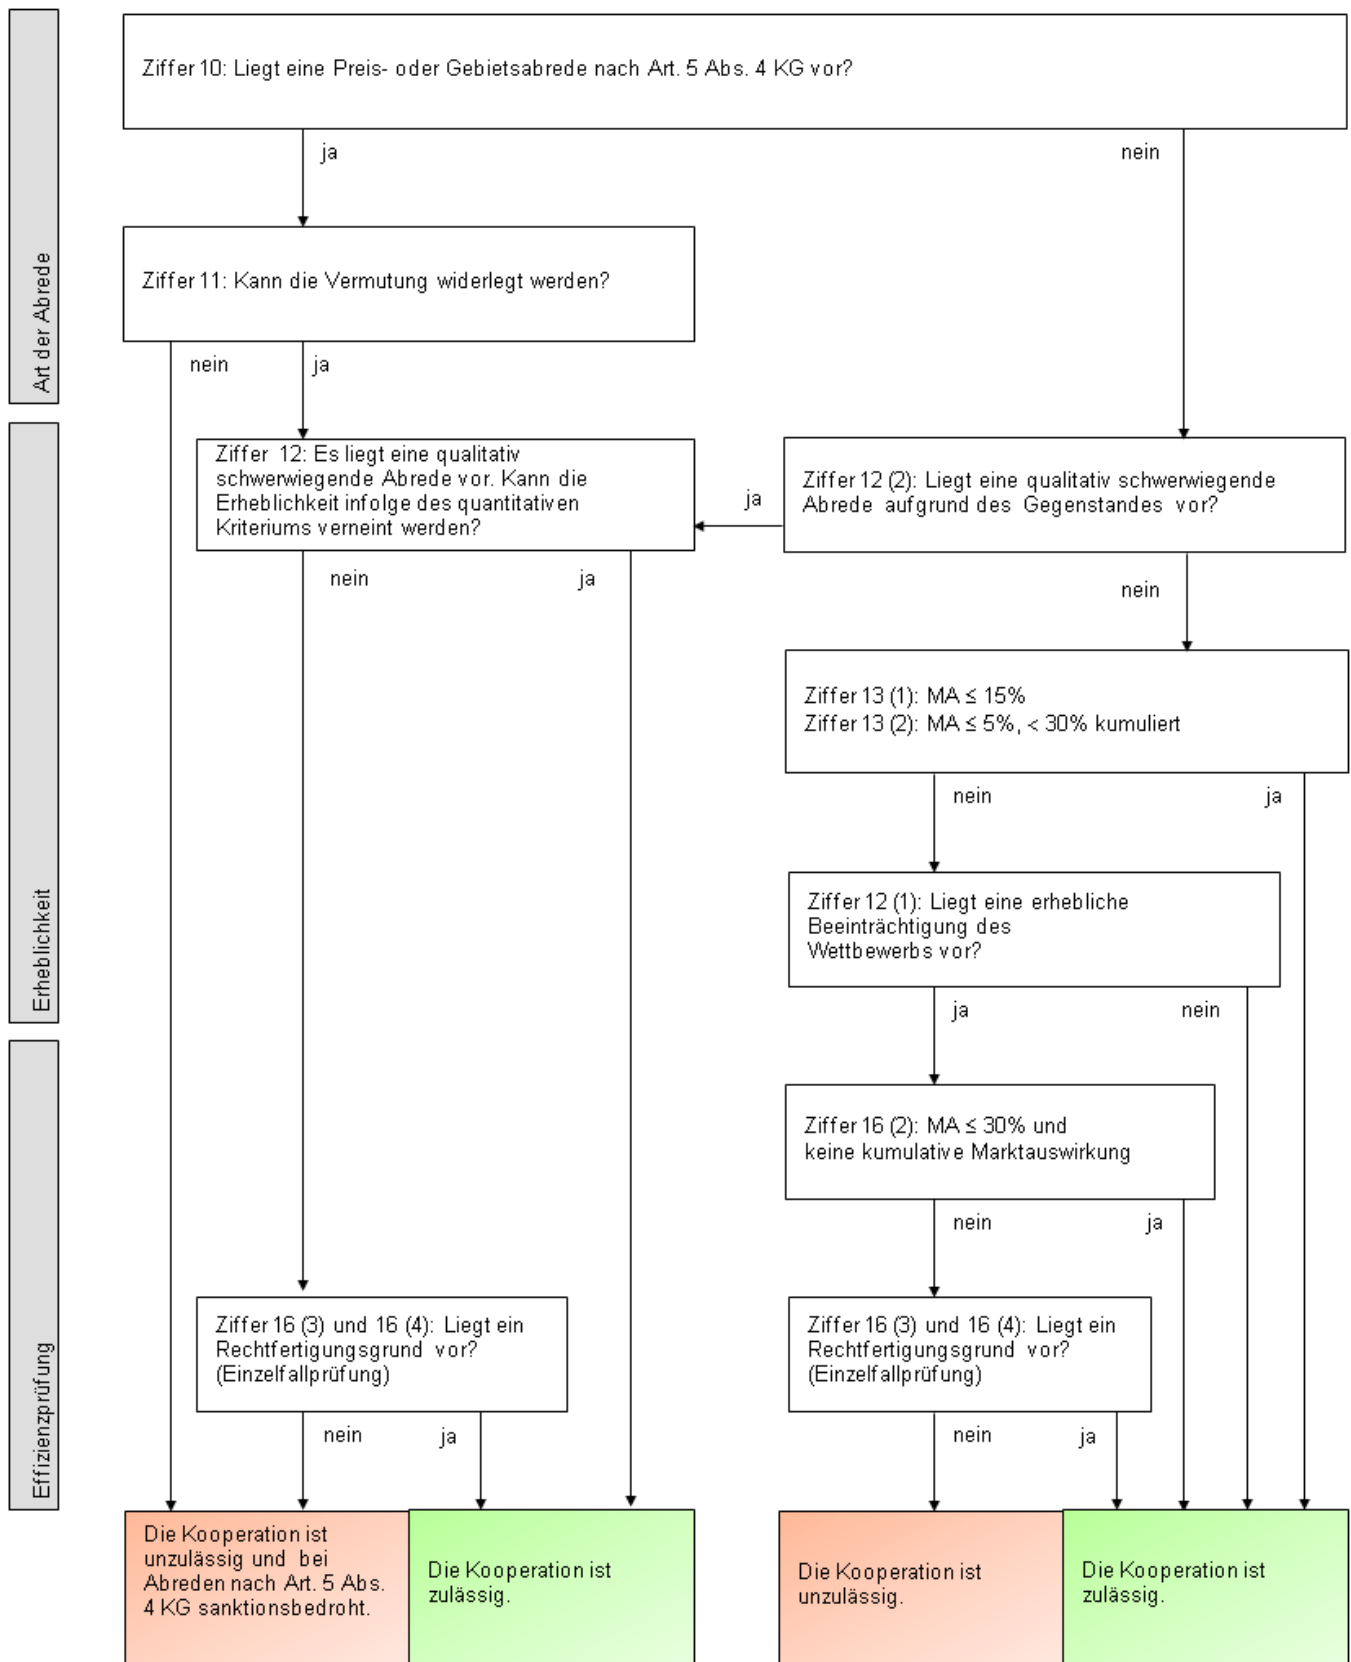 Art der Abrede
Ziffer 10: Liegt eine Preis- oder Gebietsabrede nach Art. 5 Abs. 4 KG vor?
ja
nein
Ziffer 11: Kann die Vermutung widerlegt werden?
nein
ja
Erheblichkeit
Ziffer 12: Es liegt eine qualitativ
schwerwiegende Abrede vor. Kann die
Erheblichkeit infolge des quantitativen
Kriteriums verneint werden?
ja
Ziffer 12 (2): Liegt eine qualitativ schwerwiegende
Abrede aufgrund des Gegenstandes vor?
nein
ja
nein
Ziffer 13 (1): MA ≤ 15%
Ziffer 13 (2): MA ≤ 5%, < 30% kumuliert
nein
ja
Ziffer 12 (1): Liegt eine erhebliche
Beeinträchtigung des
Wettbewerbs vor?
ja
nein
Effizienzprüfung
Ziffer 16 (2): MA ≤ 30% und
keine kumulative Marktauswirkung
nein
ja
Ziffer 16 (3) und 16 (4): Liegt ein
Rechtfertigungsgrund vor?
(Einzelfallprüfung)
Ziffer 16 (3) und 16 (4): Liegt ein
Rechtfertigungsgrund vor?
(Einzelfallprüfung)
nein
ja
nein
ja
Die Kooperation ist
unzulässig und bei
Abreden nach Art. 5 Abs.
4 KG sanktionsbedroht.
Die Kooperation ist
zulässig.
Die Kooperation ist
unzulässig.
Die Kooperation ist
zulässig.